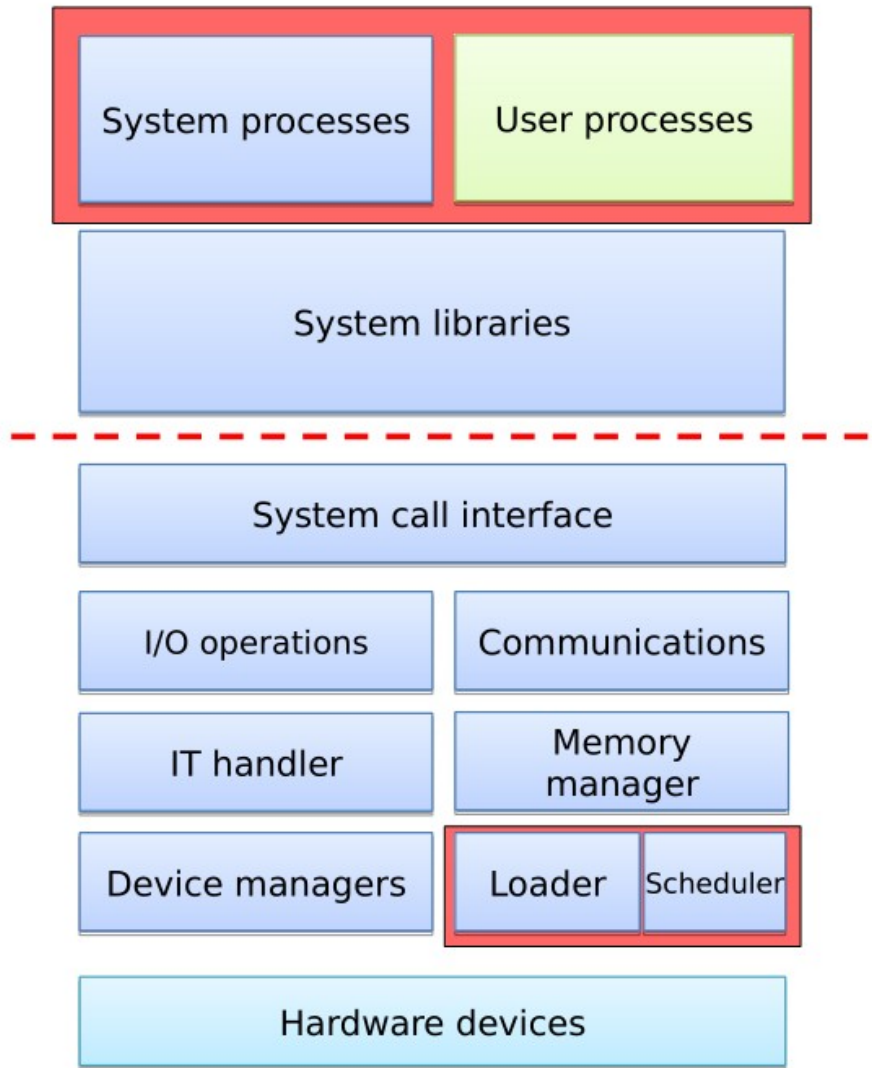 System processes
User processes
System libraries
System call interface
I/O operations
Communications
IT handler
Memory
manager
Device managers
Loader
Scheduler
Hardware devices